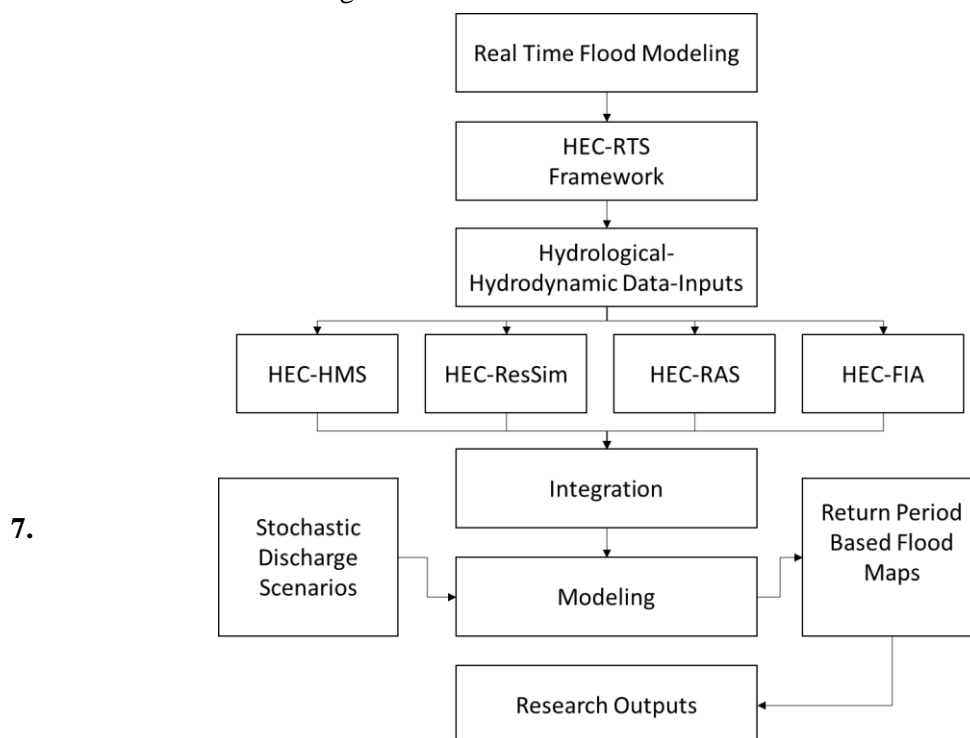 Real Time Flood Modeling
HEC-RTS
Framework
Hydrological-
Hydrodynamic Data-Inputs
HEC-HMS
HEC-ResSim
HEC-RAS
HEC-FIA
Integration
7.
Stochastic
Discharge
Scenarios
Modeling
Return Period
Based Flood
Maps
Research Outputs